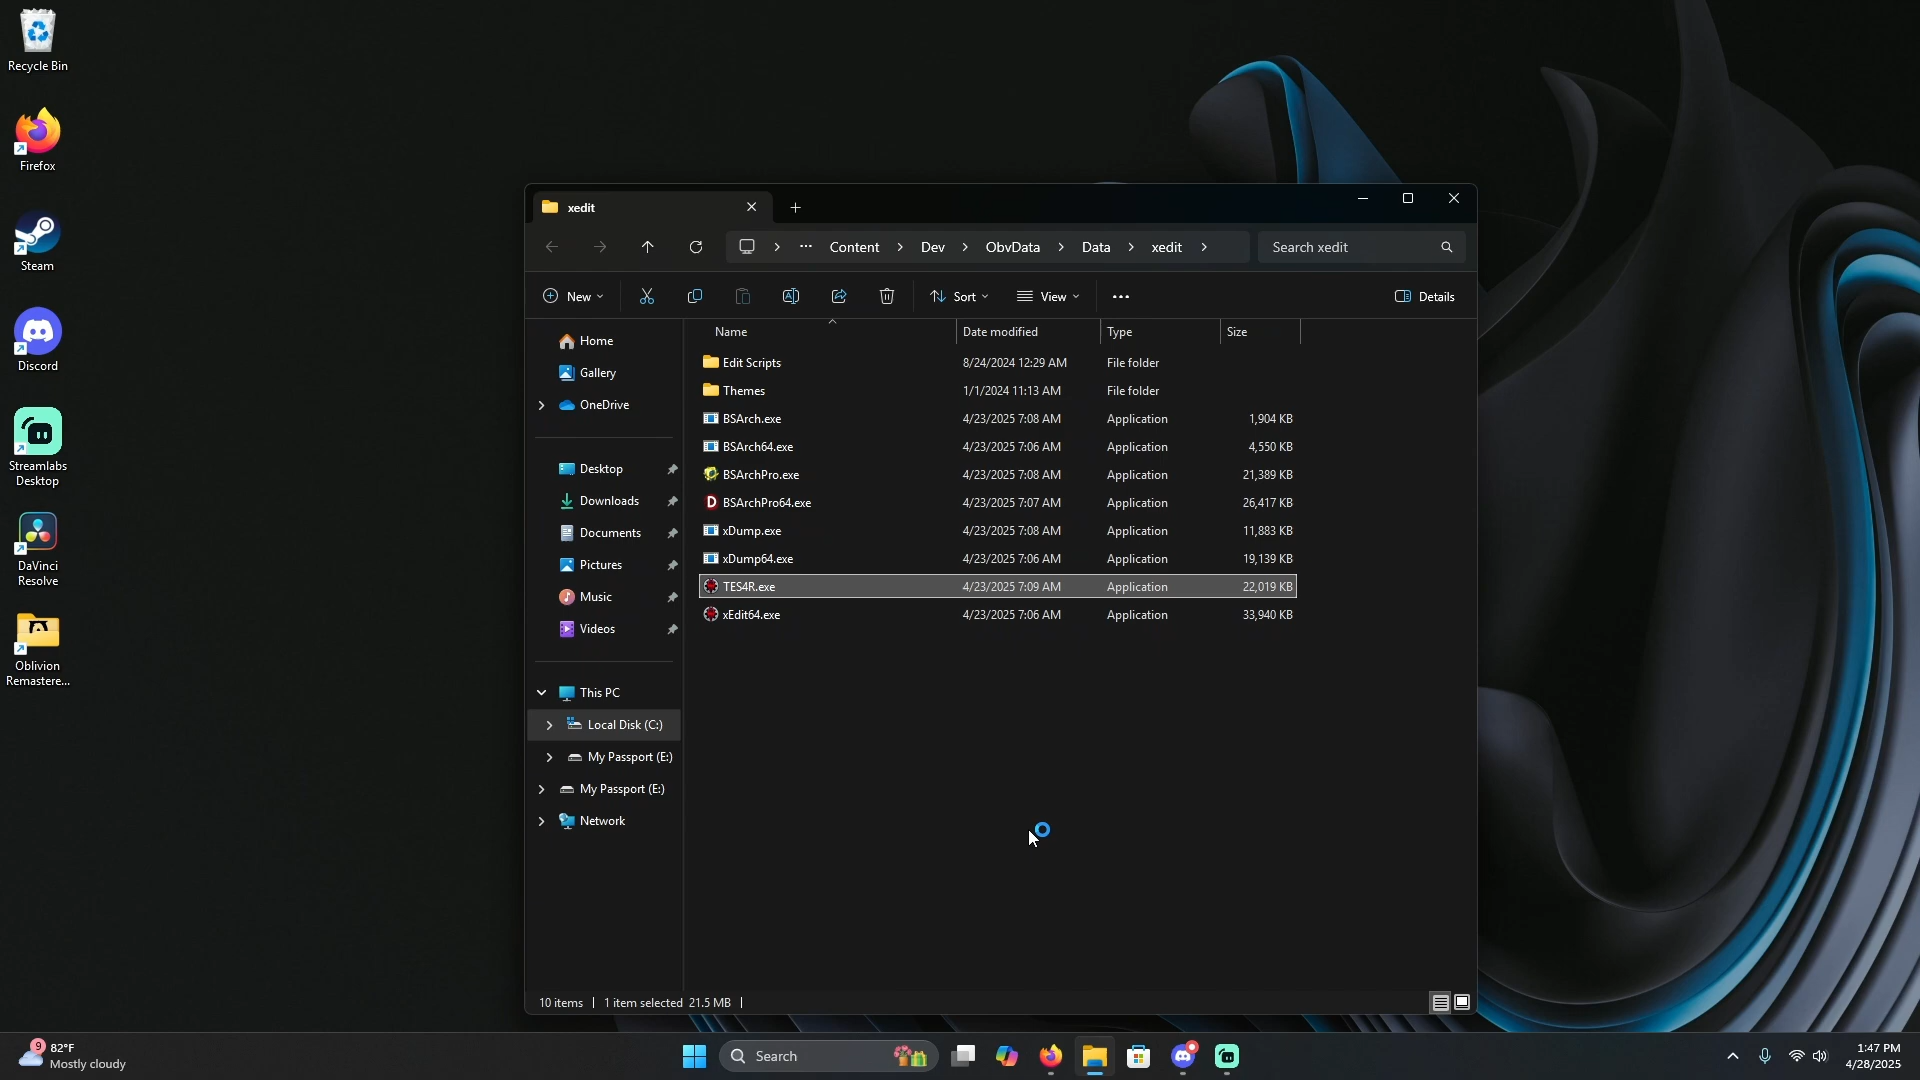 Recycle Bin
Firefox
Steam
Discord
Streamlabs
Desktop
DaVinci
Resolve
Oblivion
Remastere...
xedit
Content
Dev
ObvData
Data
xedit
Search xedit
New
Sort
View
Details
Home
Gallery
OneDrive
Desktop
Downloads
Documents
Pictures
Music
Videos
This PC
Local Disk (C:)
My Passport (E:)
My Passport (E:)
Network
Name Date modified Type Size
Edit Scripts 8/24/2024 12:29 AM File folder
Themes 1/1/2024 11:13 AM File folder
BSArch.exe 4/23/2025 7:08 AM Application 1,904 KB
BSArch64.exe 4/23/2025 7:06 AM Application 4,550 KB
BSArchPro.exe 4/23/2025 7:08 AM Application 21,389 KB
D BSArchPro64.exe 4/23/2025 7:07 AM Application 26,417 KB
xDump.exe 4/23/2025 7:08 AM Application 11,883 KB
xDump64.exe 4/23/2025 7:06 AM Application 19,139 KB
TES4R.exe 4/23/2025 7:09 AM Application 22,019 KB
xEdit64.exe 4/23/2025 7:06 AM Application 33,940 KB
10 items 1 item selected 21.5 MB
9
82°F
Mostly cloudy
Search
1:47 PM
4/28/2025